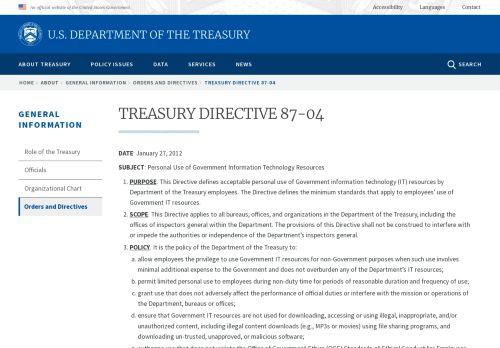 An official website of the United States Government
Accessibility Languages Contact
U.S. DEPARTMENT OF THE TREASURY
ABOUT TREASURY POLICY ISSUES DATA SERVICES NEWS SEARCH
HOME › ABOUT › GENERAL INFORMATION › ORDERS AND DIRECTIVES › TREASURY DIRECTIVE 87-04
GENERAL
INFORMATION
Role of the Treasury
Officials
Organizational Chart
Orders and Directives
TREASURY DIRECTIVE 87-04
DATE: January 27, 2012
SUBJECT: Personal Use of Government Information Technology Resources
1. PURPOSE. This Directive defines acceptable personal use of Government information technology (IT) resources by
Department of the Treasury employees. The Directive defines the minimum standards that apply to employees' use of
Government IT resources.
2. SCOPE. This Directive applies to all bureaus, offices, and organizations in the Department of the Treasury, including the
offices of inspectors general within the Department. The provisions of this Directive shall not be construed to interfere with
or impede the authorities or independence of the Department's inspectors general.
3. POLICY. It is the policy of the Department of the Treasury to:
a. allow employees the privilege to use Government IT resources for non-Government purposes when such use involves
minimal additional expense to the Government and does not overburden any of the Department's IT resources;
b. permit limited personal use to employees during non-duty time for periods of reasonable duration and frequency of use;
c. grant use that does not adversely affect the performance of official duties or interfere with the mission or operations of
the Department, bureaus or offices;
d. ensure that Government IT resources are not used for downloading, accessing or using illegal, inappropriate, and/or
unauthorized content, including illegal content downloads (e.g., MP3s or movies) using file sharing programs, and
downloading un-trusted, unapproved, or malicious software;